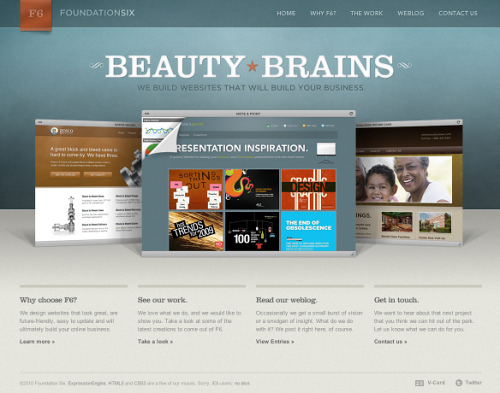 F6 FOUNDATIONSIX
HOME WHY F6? THE WORK WEBLOG CONTACT US
BEAUTY★BRAINS
WE BUILD WEBSITES THAT WILL BUILD YOUR BUSINESS.
A great block and bleed valve is
hard to come by. We have three.
PRESENTATION INSPIRATION.
SORTING
THINGS
OUT
GRAPHIC
DESIGN
THE
TRENDS
FOR 2009
100
THE END OF
OBSOLESCENCE
Why choose F6?
We design websites that look great, are
future-friendly, easy to update and will
ultimately build your online business.
Learn more »
See our work.
We love what we do, and we would like to
show you. Take a look at some of the
latest creations to come out of F6.
Take a look »
Read our weblog.
Occasionally we get a small burst of vision
or a smidgen of insight. What do we do
with it? We post it right here, of course.
View Entries »
Get in touch.
We want to hear about that next project
that you think we can hit out of the park.
Let us know what we can do for you.
Contact us »
©2010 Foundation Six. ExpressionEngine, HTML5 and CSS3 are a few of our moves. Sorry, IE6 users; no dice.
V-Card
Twitter